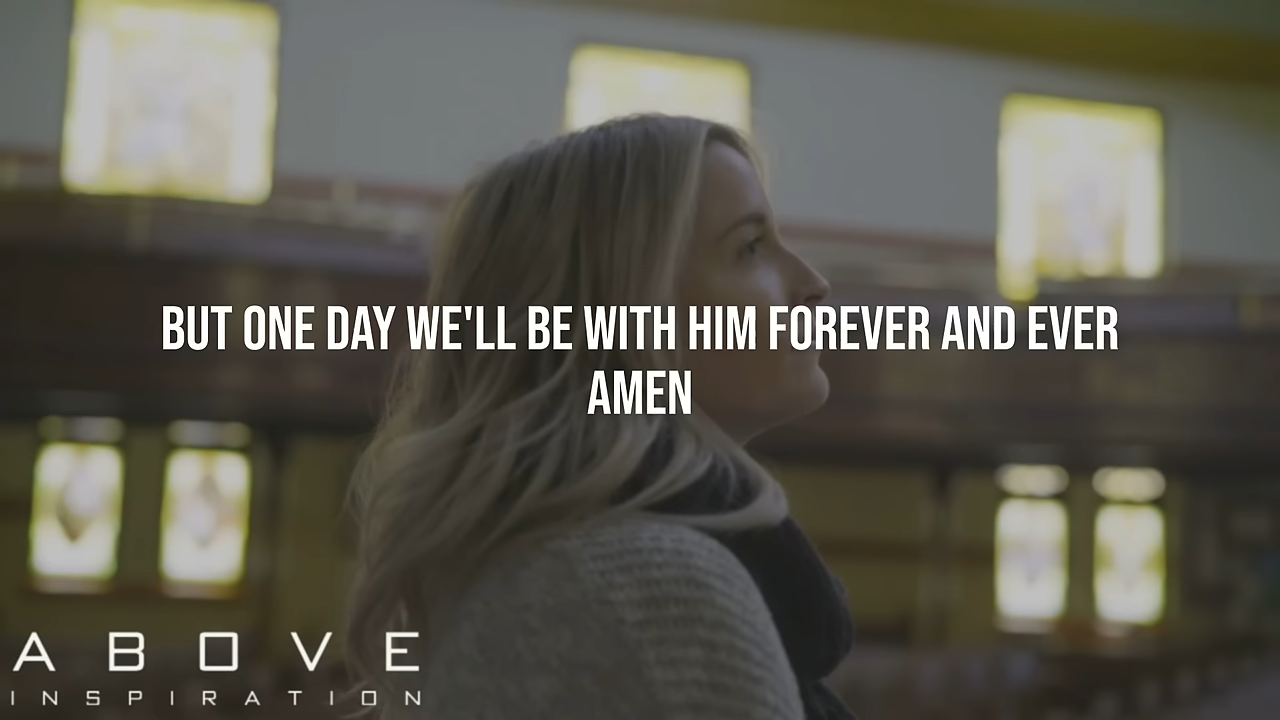 BUT ONE DAY WE'LL BE WITH HIM FOREVER AND EVER
AMEN
ABOVE
INSPIRATION